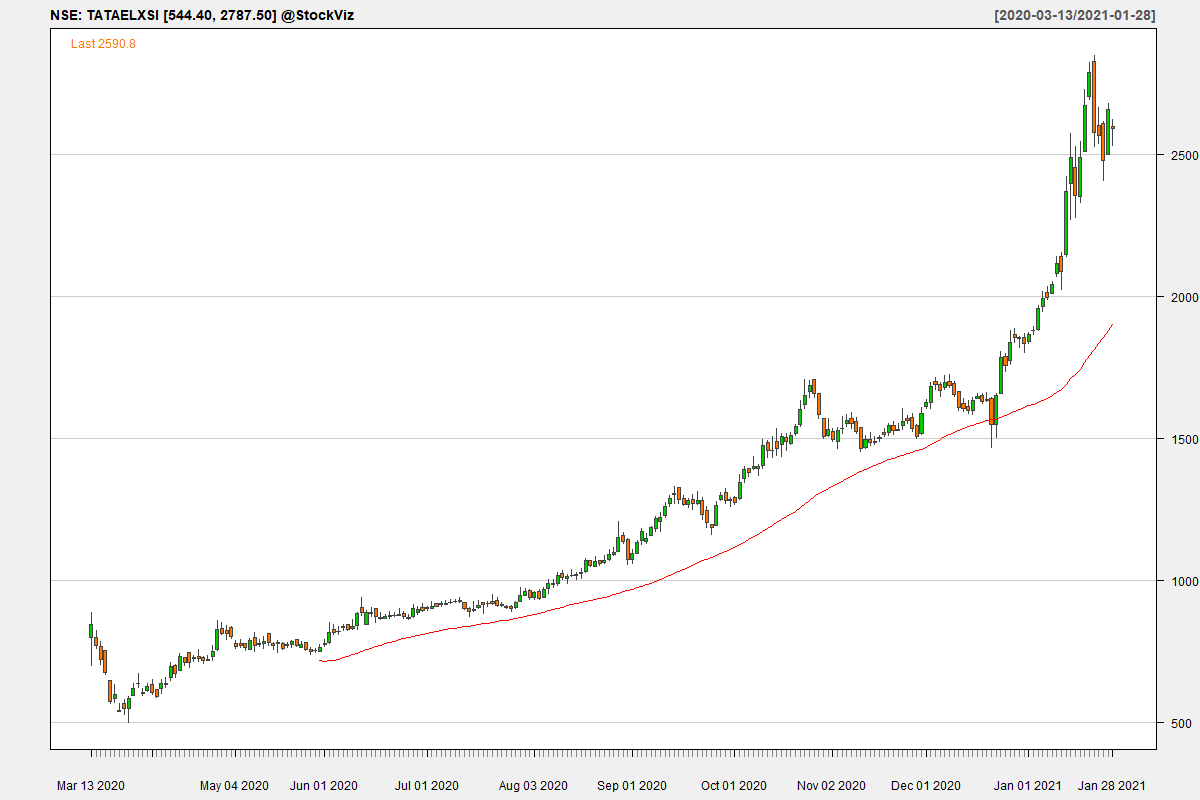 NSE: TATAELXSI [544.40, 2787.50] @StockViz [2020-03-13/2021-01-28]
Last 2590.8
2500
2000
1500
1000
500
Mar 13 2020 May 04 2020 Jun 01 2020 Jul 01 2020 Aug 03 2020 Sep 01 2020 Oct 01 2020 Nov 02 2020 Dec 01 2020 Jan 01 2021 Jan 28 2021